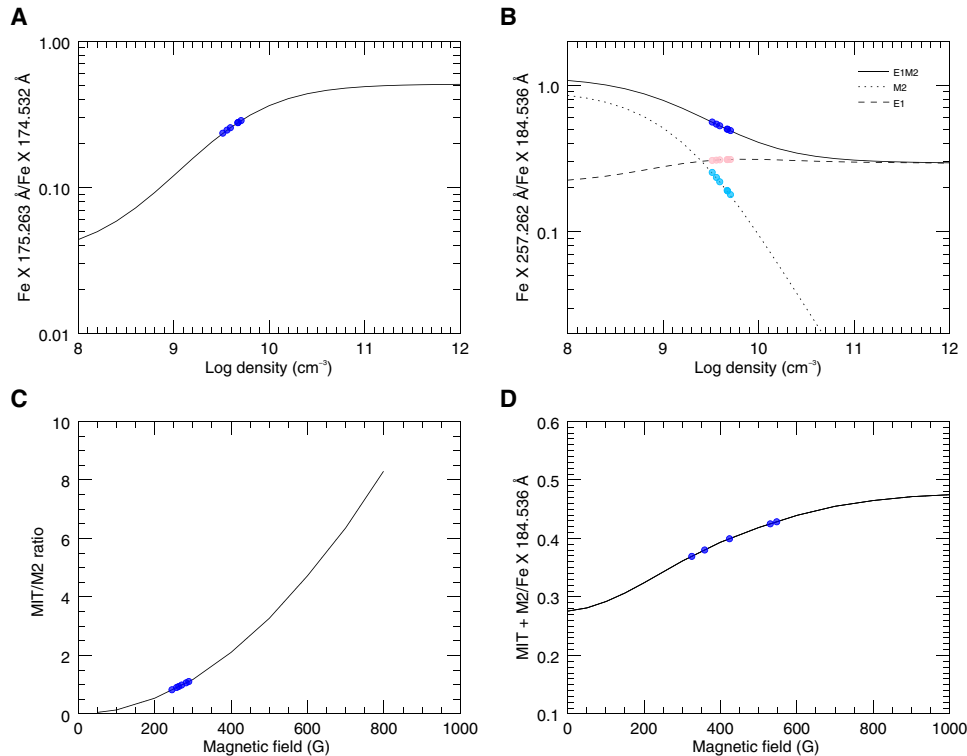 A
Fe X 175.263 Å/Fe X 174.532 Å
1.00
0.10
0.01
8 9 10 11 12
Log density (cm⁻³)
B
Fe X 257.262 Å/Fe X 184.536 Å
1.0
0.1
E1M2
M2
E1
8 9 10 11 12
Log density (cm⁻³)
C
MIT/M2 ratio
10
8
6
4
2
0
0 200 400 600 800 1000
Magnetic field (G)
D
MIT + M2/Fe X 184.536 Å
0.6
0.5
0.4
0.3
0.2
0.1
0 200 400 600 800 1000
Magnetic field (G)